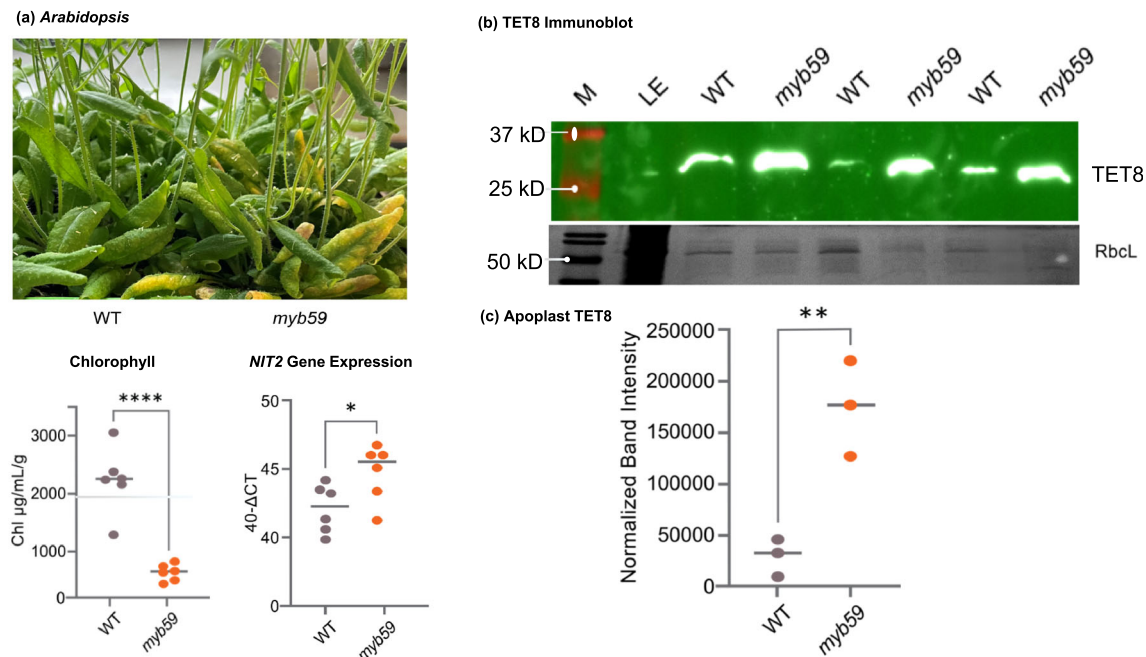 (a) Arabidopsis
WT
myb59
Chlorophyll
****
3000
2000
1000
0
Chl µg/mL/g
WT
myb59
NIT2 Gene Expression
*
50
45
40
0
40-ΔCT
WT
myb59
(b) TET8 Immunoblot
M
LE
WT
myb59
WT
myb59
WT
myb59
37 kD
25 kD
TET8
50 kD
RbcL
(c) Apoplast TET8
**
250000
200000
150000
100000
50000
0
Normalized Band Intensity
WT
myb59